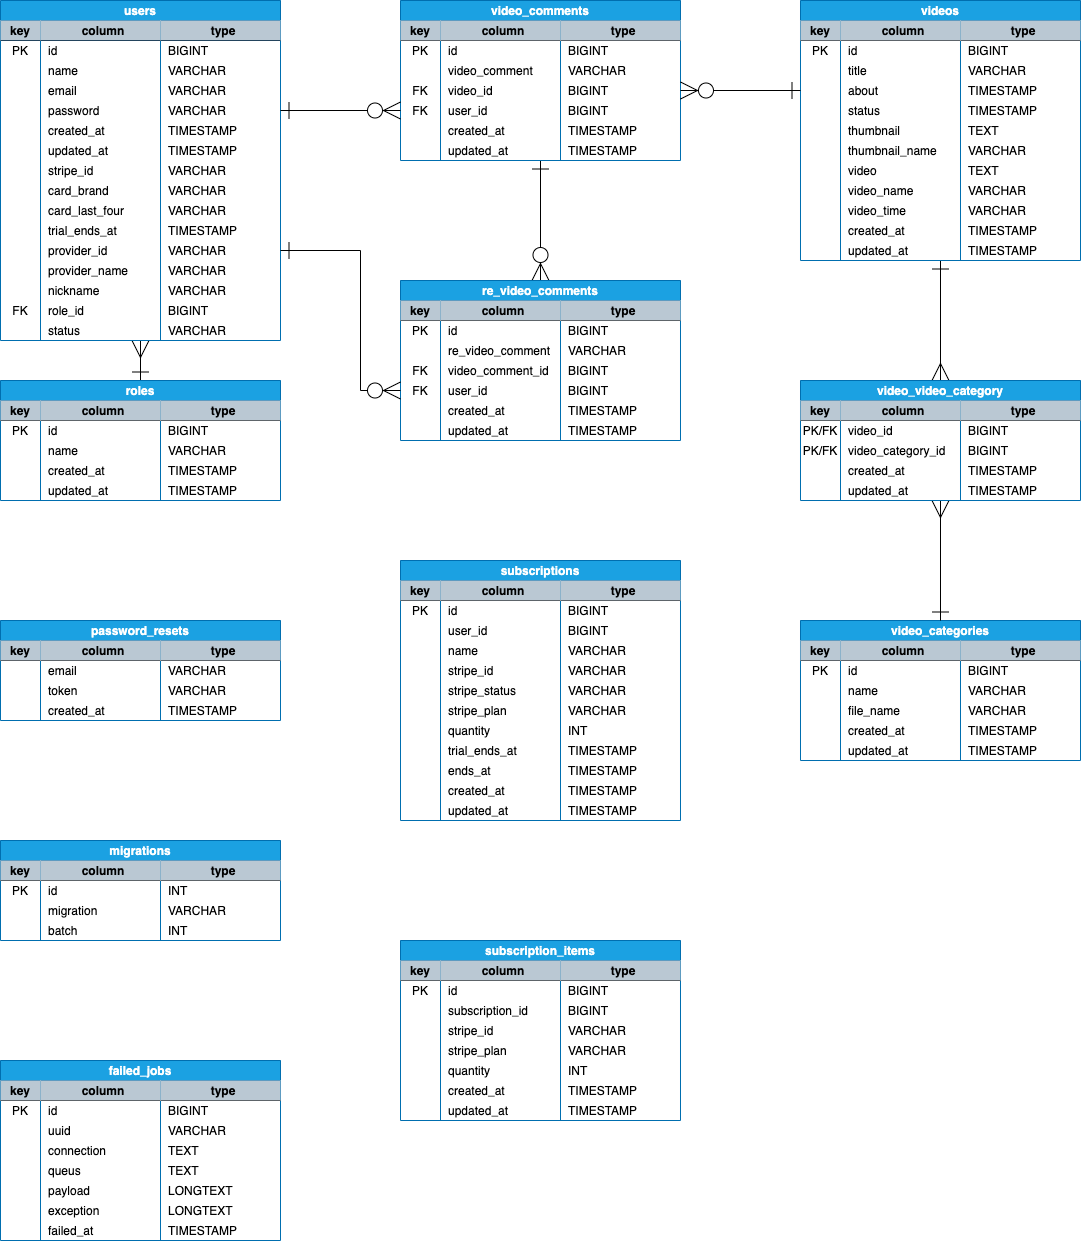 users
key column type
PK id BIGINT
name VARCHAR
email VARCHAR
password VARCHAR
created_at TIMESTAMP
updated_at TIMESTAMP
stripe_id VARCHAR
card_brand VARCHAR
card_last_four VARCHAR
trial_ends_at TIMESTAMP
provider_id VARCHAR
provider_name VARCHAR
nickname VARCHAR
FK role_id BIGINT
status VARCHAR
roles
key column type
PK id BIGINT
name VARCHAR
created_at TIMESTAMP
updated_at TIMESTAMP
password_resets
key column type
email VARCHAR
token VARCHAR
created_at TIMESTAMP
migrations
key column type
PK id INT
migration VARCHAR
batch INT
failed_jobs
key column type
PK id BIGINT
uuid VARCHAR
connection TEXT
queus TEXT
payload LONGTEXT
exception LONGTEXT
failed_at TIMESTAMP
video_comments
key column type
PK id BIGINT
video_comment VARCHAR
FK video_id BIGINT
FK user_id BIGINT
created_at TIMESTAMP
updated_at TIMESTAMP
re_video_comments
key column type
PK id BIGINT
re_video_comment VARCHAR
FK video_comment_id BIGINT
FK user_id BIGINT
created_at TIMESTAMP
updated_at TIMESTAMP
subscriptions
key column type
PK id BIGINT
user_id BIGINT
name VARCHAR
stripe_id VARCHAR
stripe_status VARCHAR
stripe_plan VARCHAR
quantity INT
trial_ends_at TIMESTAMP
ends_at TIMESTAMP
created_at TIMESTAMP
updated_at TIMESTAMP
subscription_items
key column type
PK id BIGINT
subscription_id BIGINT
stripe_id VARCHAR
stripe_plan VARCHAR
quantity INT
created_at TIMESTAMP
updated_at TIMESTAMP
videos
key column type
PK id BIGINT
title VARCHAR
about TIMESTAMP
status TIMESTAMP
thumbnail TEXT
thumbnail_name VARCHAR
video TEXT
video_name VARCHAR
video_time VARCHAR
created_at TIMESTAMP
updated_at TIMESTAMP
video_video_category
key column type
PK/FK video_id BIGINT
PK/FK video_category_id BIGINT
created_at TIMESTAMP
updated_at TIMESTAMP
video_categories
key column type
PK id BIGINT
name VARCHAR
file_name VARCHAR
created_at TIMESTAMP
updated_at TIMESTAMP